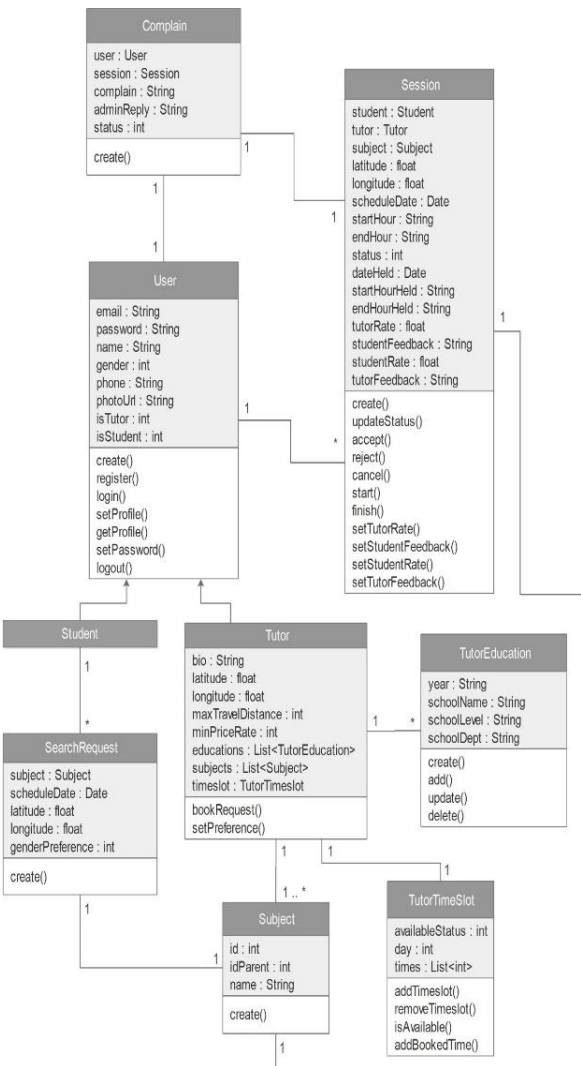 Complain
user : User
session : Session
complain : String
adminReply : String
status : int
create()
1
1
1
1
Session
student : Student
tutor : Tutor
subject : Subject
latitude : float
longitude : float
scheduleDate : Date
startHour : String
endHour : String
status : int
dateHeld : Date
startHourHeld : String
endHourHeld : String
tutorRate : float
studentFeedback : String
studentRate : float
tutorFeedback : String
create()
updateStatus()
accept()
reject()
cancel()
start()
finish()
setTutorRate()
setStudentFeedback()
setStudentRate()
setTutorFeedback()
1
User
email : String
password : String
name : String
gender : int
phone : String
photoUrl : String
isTutor : int
isStudent : int
create()
register()
login()
setProfile()
getProfile()
setPassword()
logout()
1
*
Student
1
*
Tutor
bio : String
latitude : float
longitude : float
maxTravelDistance : int
minPriceRate : int
educations : List<TutorEducation>
subjects : List<Subject>
timeslot : TutorTimeslot
bookRequest()
setPreference()
1
*
TutorEducation
year : String
schoolName : String
schoolLevel : String
schoolDept : String
create()
add()
update()
delete()
SearchRequest
subject : Subject
scheduleDate : Date
latitude : float
longitude : float
genderPreference : int
create()
1
1
1
1 .. *
1
1
Subject
id : int
idParent : int
name : String
create()
1
TutorTimeSlot
availableStatus : int
day : int
times : List<int>
addTimeslot()
removeTimeslot()
isAvailable()
addBookedTime()